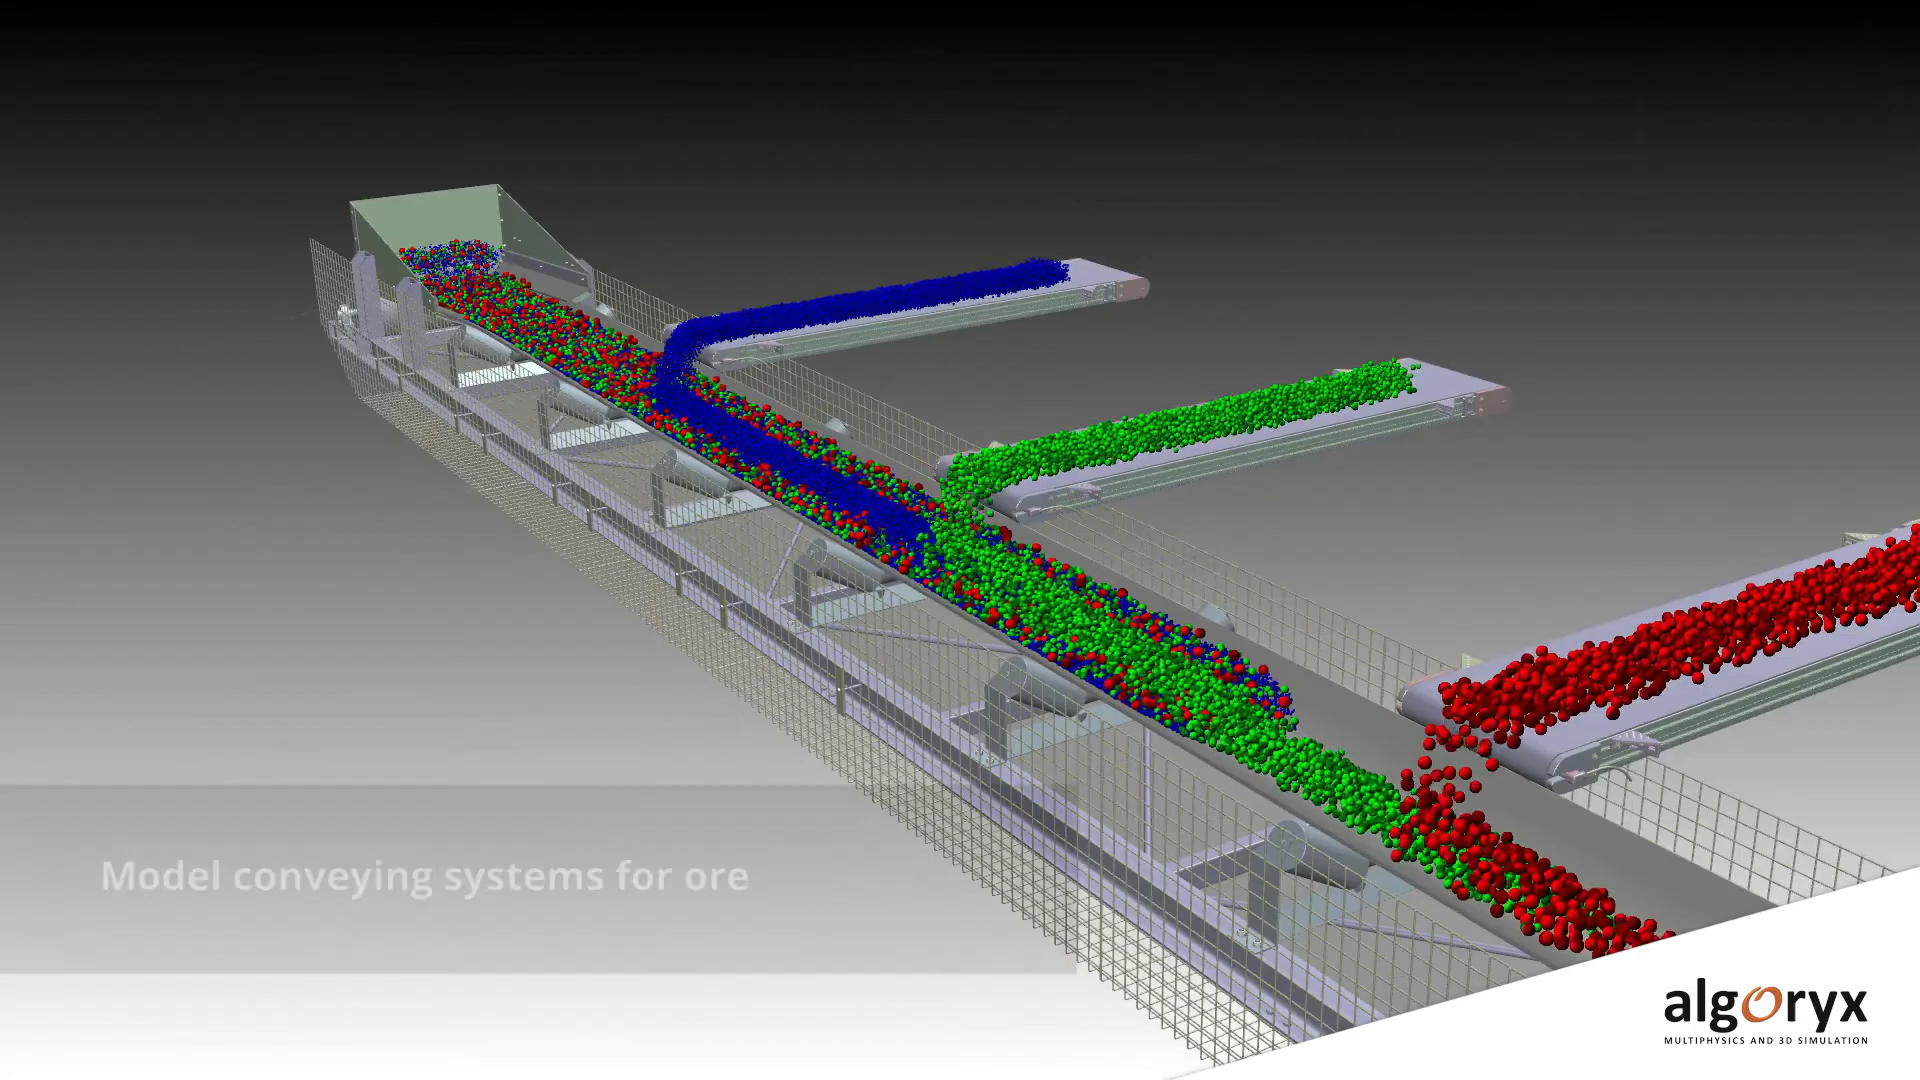 Model conveying systems for ore
algoryx
MULTIPHYSICS AND 3D SIMULATION